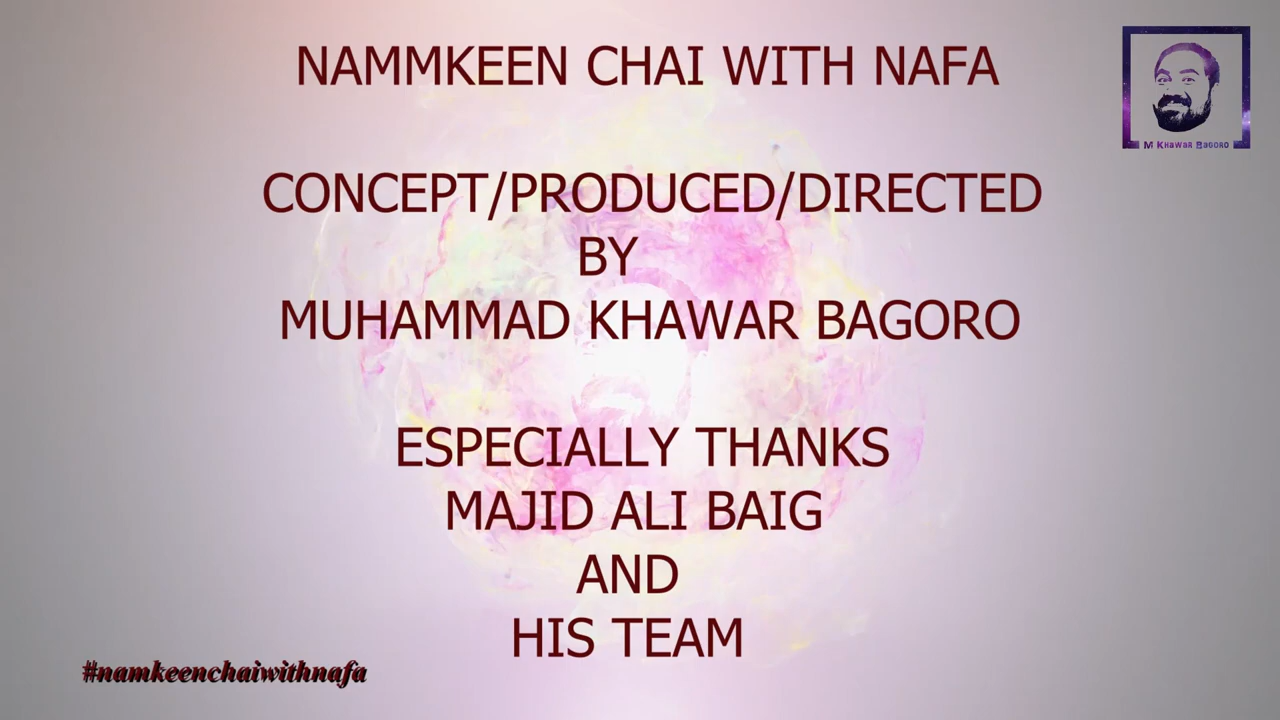 NAMMKEEN CHAI WITH NAFA
M KHAWAR BAGORO
CONCEPT/PRODUCED/DIRECTED
BY
MUHAMMAD KHAWAR BAGORO
ESPECIALLY THANKS
MAJID ALI BAIG
AND
HIS TEAM
#namkeenchaiwithnafa